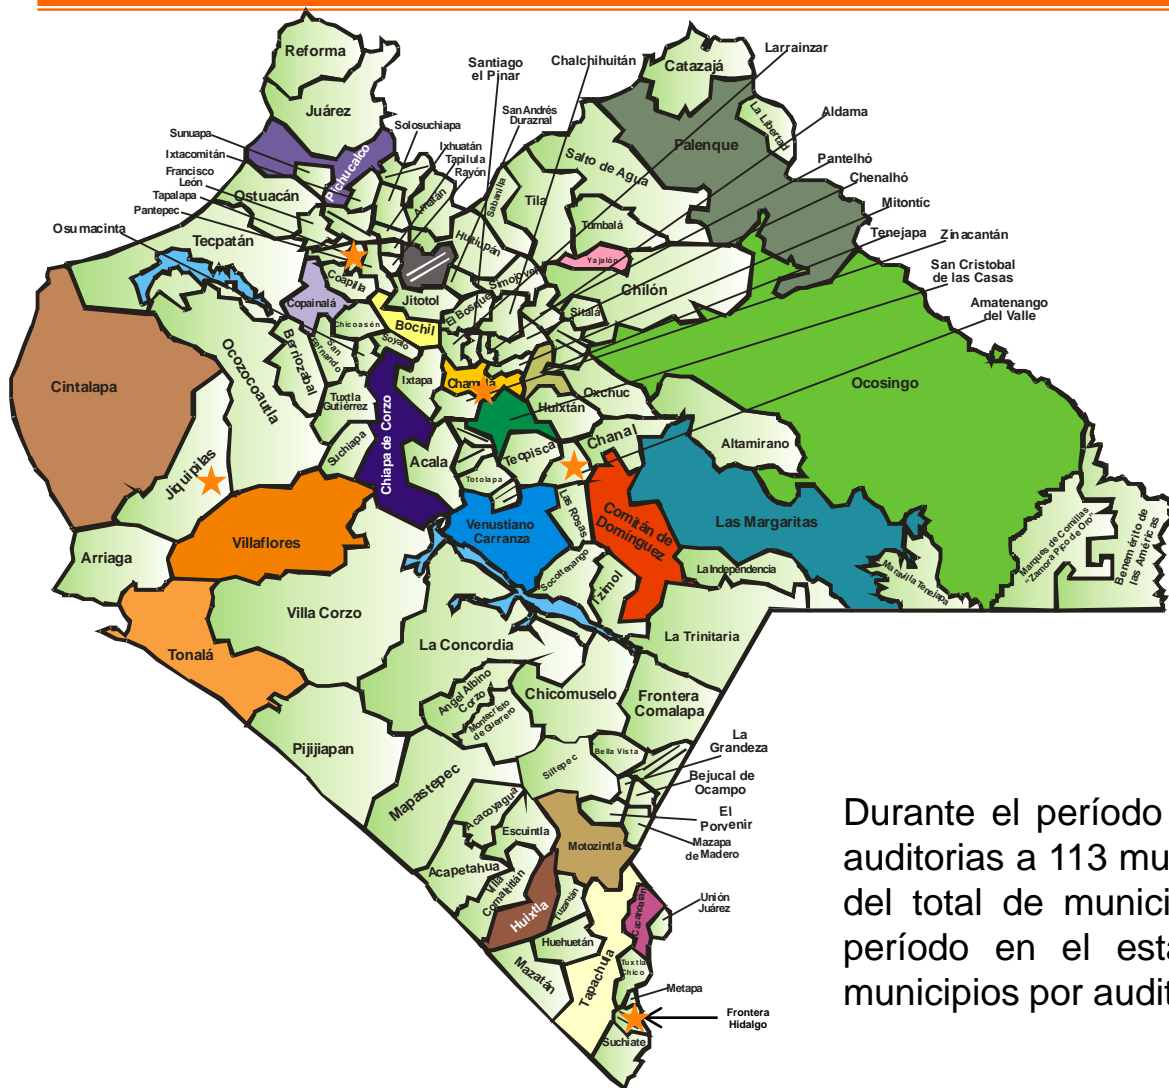 Reforma
Juárez
Catazajá
Larrainzar
Santiago
el Pinar
Chalchihuitán
La Libertad
Aldama
San Andrés
Duraznal
Solosuchiapa
Sunuapa
Ixhuatán
Tapilula
Rayón
Ixtacomitán
Pichucalco
Francisco
León
Ostuacán
Amatán
Sabanilla
Salto de Agua
Palenque
Pantelhó
Chenalhó
Tapalapa
Tila
Mitontíc
Pantepec
Osumacinta
Huitiupán
Tumbalá
Tenejapa
Zinacantán
Tecpatán
Yajalón
San Cristobal
de las Casas
Coapilla
Simojovel
Chilón
Amatenango
del Valle
Copainalá
Jitotol
El Bosque
Sitalá
Chicoasén
Bochil
San
Fernando
Soyalo
Berriozabal
Ocozocoautla
Cintalapa
Ixtapa
Chamula
Oxchuc
Ocosingo
Tuxtla
Gutiérrez
Huixtán
Chiapa de Corzo
Chanal
Altamirano
Suchiapa
Acala
Teopisca
Jiquipilas
Totolapa
Las Rosas
Villaflores
Venustiano
Carranza
Comitán de
Dominguez
Las Margaritas
Arriaga
Socoltenango
Tzimol
La Independencia
Maravilla Tenejapa
Marques de Comillas
"Zamora Pico de Oro"
Benemérito de
las Américas
Villa Corzo
La Trinitaria
Tonalá
La Concordia
Angel Albino
Corzo
Montecristo
de Guerrero
Chicomuselo
Frontera
Comalapa
Pijijiapan
La
Grandeza
Bella Vista
Siltepec
Mapastepec
Bejucal de
Ocampo
Acacoyagua
El
Porvenir
Escuintla
Motozintla
Mazapa
de Madero
Acapetahua
Villa
Comaltitlán
Huixtla
Tuzantán
Cacahoatán
Unión
Juárez
Huehuetán
Mazatán
Tapachula
Tuxtla
Chico
Metapa
Frontera
Hidalgo
Suchiate
Durante el período
auditorias a 113 mu
del total de munici
período en el esta
municipios por audit